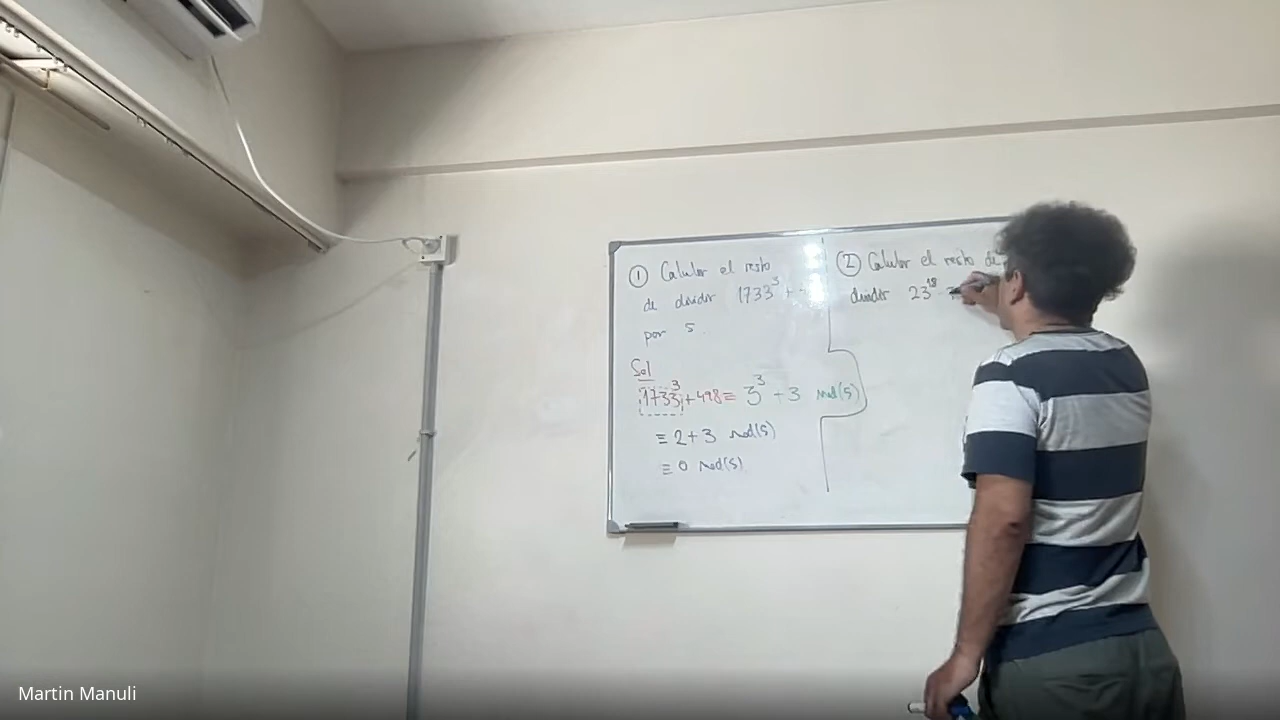 ① Calcular el resto
de dividir 1733³ +
por 5.
Sol
1733³ + 498 ≡ 3³ + 3 mod(5)
≡ 2+3 mod(5)
≡ 0 mod(5)
② Calcular el resto de
dividir 23¹⁸
Martin Manuli